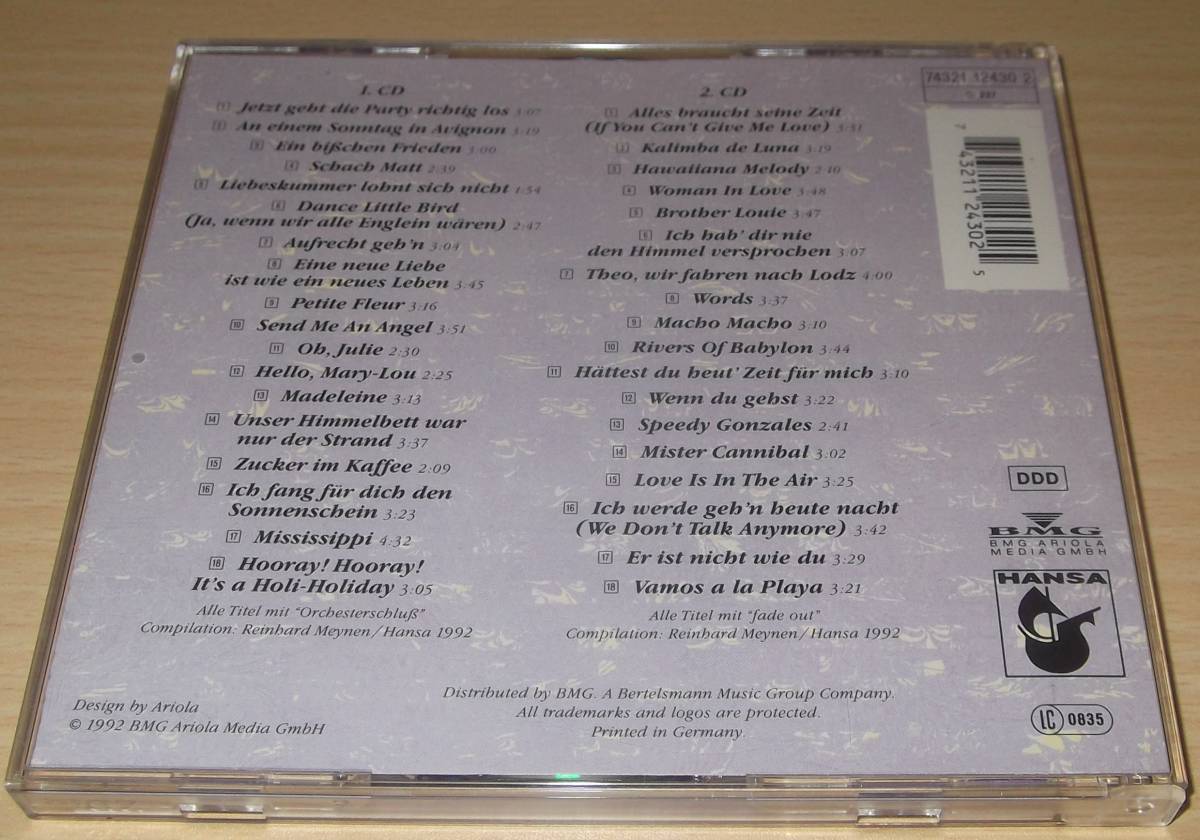 1. CD
1 Jetzt geht die Party richtig los 3:07
2 An einem Sonntag in Avignon 3:19
3 Ein bißchen Frieden 3:00
4 Schach Matt 2:39
5 Liebeskummer lohnt sich nicht 1:54
6 Dance Little Bird
(Ja, wenn wir alle Englein wären) 2:47
7 Aufrecht geh'n 3:04
8 Eine neue Liebe
ist wie ein neues Leben 3:45
9 Petite Fleur 3:16
10 Send Me An Angel 3:51
11 Oh, Julie 2:30
12 Hello, Mary-Lou 2:25
13 Madeleine 3:13
14 Unser Himmelbett war
nur der Strand 3:37
15 Zucker im Kaffee 2:09
16 Ich fang für dich den
Sonnenschein 3:23
17 Mississippi 4:32
18 Hooray! Hooray!
It's a Holi-Holiday 3:05
Alle Titel mit "Orchesterschluß"
Compilation: Reinhard Meynen/Hansa 1992
2. CD
1 Alles braucht seine Zeit
(If You Can't Give Me Love) 3:31
2 Kalimba de Luna 3:19
3 Hawaiiana Melody 2:10
4 Woman In Love 3:48
5 Brother Louie 3:47
6 Ich hab' dir nie
den Himmel versprochen 3:07
7 Theo, wir fahren nach Lodz 4:00
8 Words 3:37
9 Macho Macho 3:10
10 Rivers Of Babylon 3:44
11 Hättest du heut' Zeit für mich 3:10
12 Wenn du gehst 3:22
13 Speedy Gonzales 2:41
14 Mister Cannibal 3:02
15 Love Is In The Air 3:25
16 Ich werde geh'n heute nacht
(We Don't Talk Anymore) 3:42
17 Er ist nicht wie du 3:29
18 Vamos a la Playa 3:21
Alle Titel mit "fade out"
Compilation: Reinhard Meynen/Hansa 1992
74321 12430 2
7 43211 24302 5
DDD
BMG
BMG ARIOLA
MEDIA GMBH
HANSA
LC 0835
Design by Ariola
© 1992 BMG Ariola Media GmbH
Distributed by BMG. A Bertelsmann Music Group Company.
All trademarks and logos are protected.
Printed in Germany.